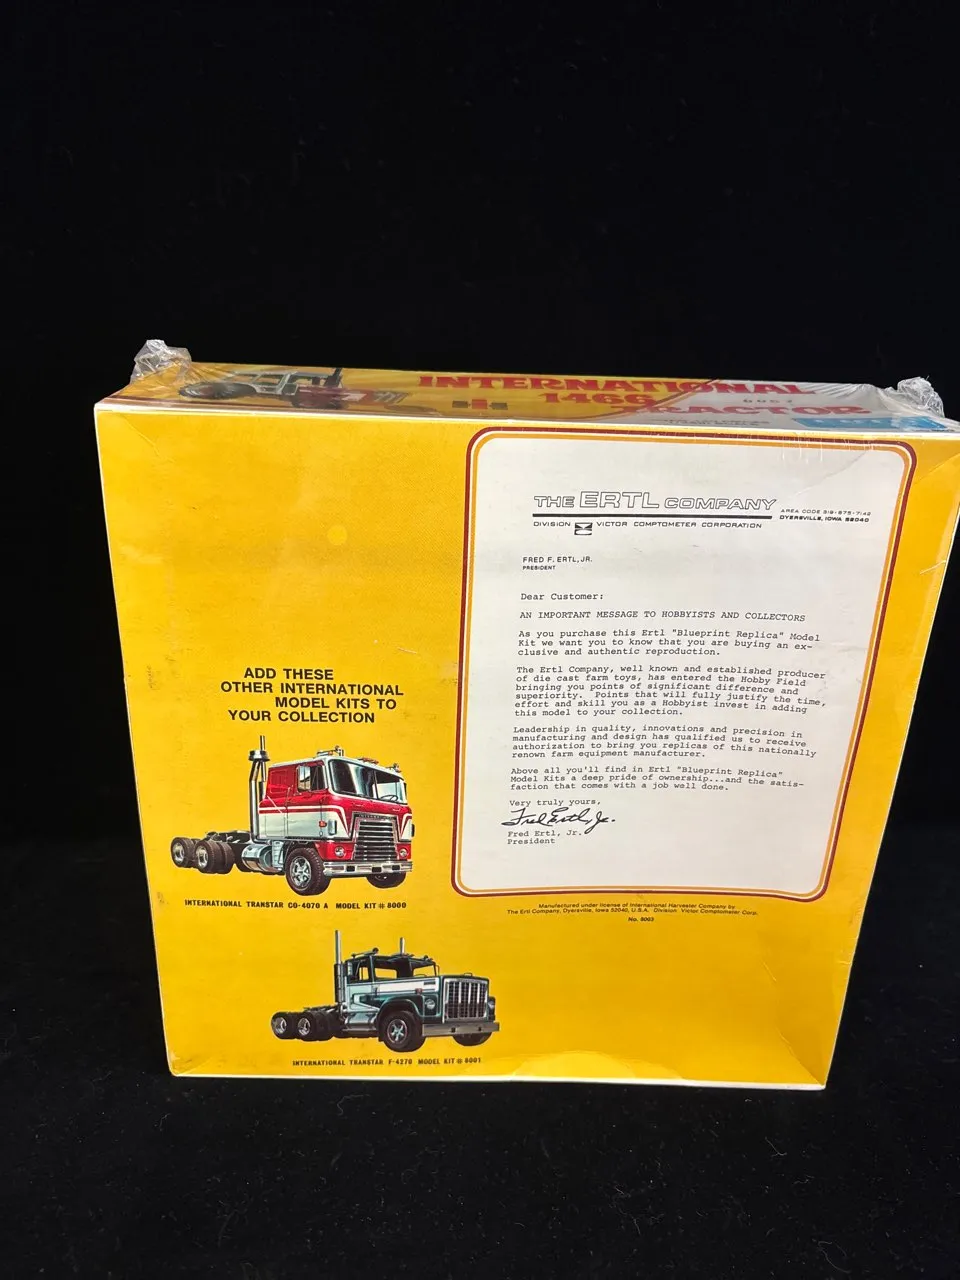 INTERNATIONAL
1466
TRACTOR
THE ERTL COMPANY
AREA CODE 319-875-7142
DYERSVILLE, IOWA 52040
DIVISION VICTOR COMPTOMETER CORPORATION
FRED F. ERTL, JR.
PRESIDENT
Dear Customer:
AN IMPORTANT MESSAGE TO HOBBYISTS AND COLLECTORS
As you purchase this Ertl "Blueprint Replica" Model
Kit we want you to know that you are buying an ex-
clusive and authentic reproduction.
The Ertl Company, well known and established producer
of die cast farm toys, has entered the Hobby Field
bringing you points of significant difference and
superiority. Points that will fully justify the time,
effort and skill you as a Hobbyist invest in adding
this model to your collection.
Leadership in quality, innovations and precision in
manufacturing and design has qualified us to receive
authorization to bring you replicas of this nationally
renown farm equipment manufacturer.
Above all you'll find in Ertl "Blueprint Replica"
Model Kits a deep pride of ownership...and the satis-
faction that comes with a job well done.
Very truly yours,
Fred Ertl, Jr.
Fred Ertl, Jr.
President
Manufactured under license of International Harvester Company by
The Ertl Company, Dyersville, Iowa 52040, U.S.A. Division Victor Comptometer Corp.
No. 8003
ADD THESE
OTHER INTERNATIONAL
MODEL KITS TO
YOUR COLLECTION
INTERNATIONAL TRANSTAR CO-4070 A MODEL KIT # 8000
INTERNATIONAL TRANSTAR F-4270 MODEL KIT # 8001